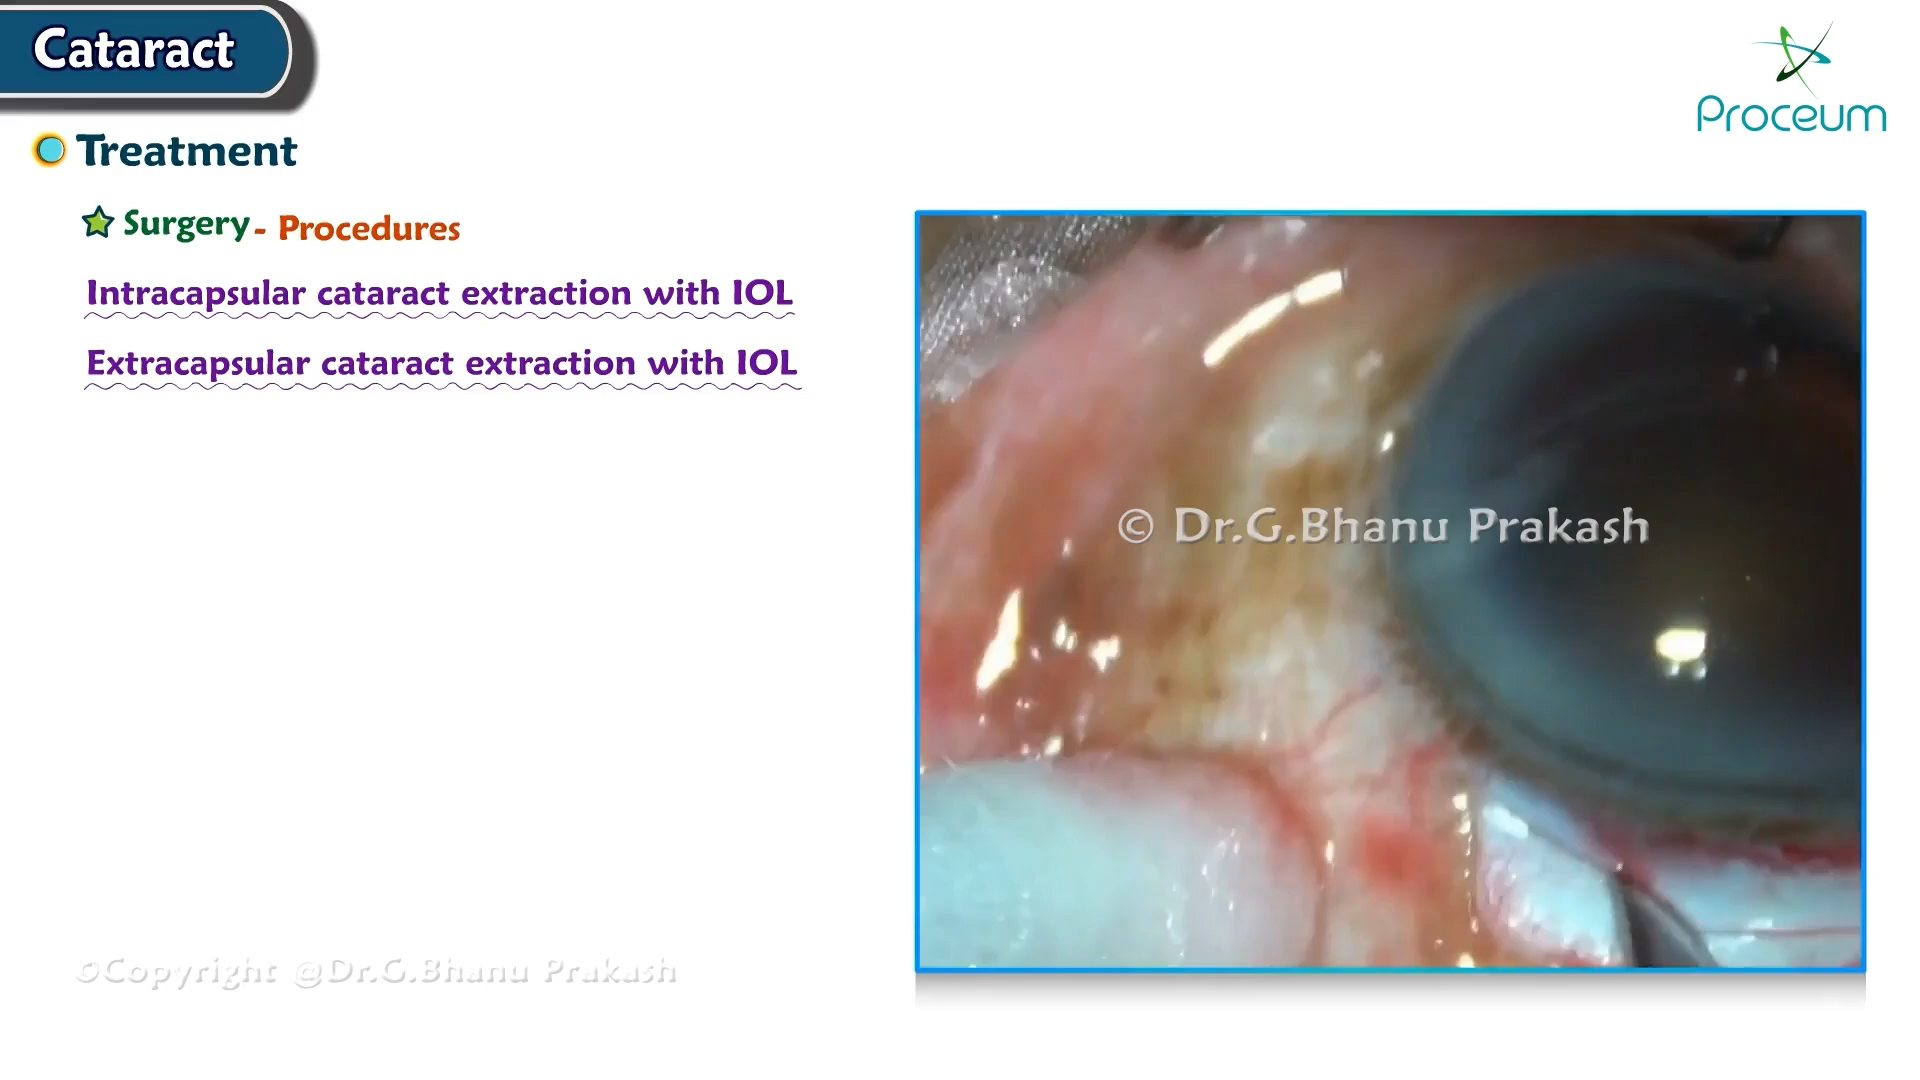 Cataract
Proceum
Treatment
Surgery - Procedures
Intracapsular cataract extraction with IOL
Extracapsular cataract extraction with IOL
© Dr.G.Bhanu Prakash
©Copyright @Dr.G.Bhanu Prakash